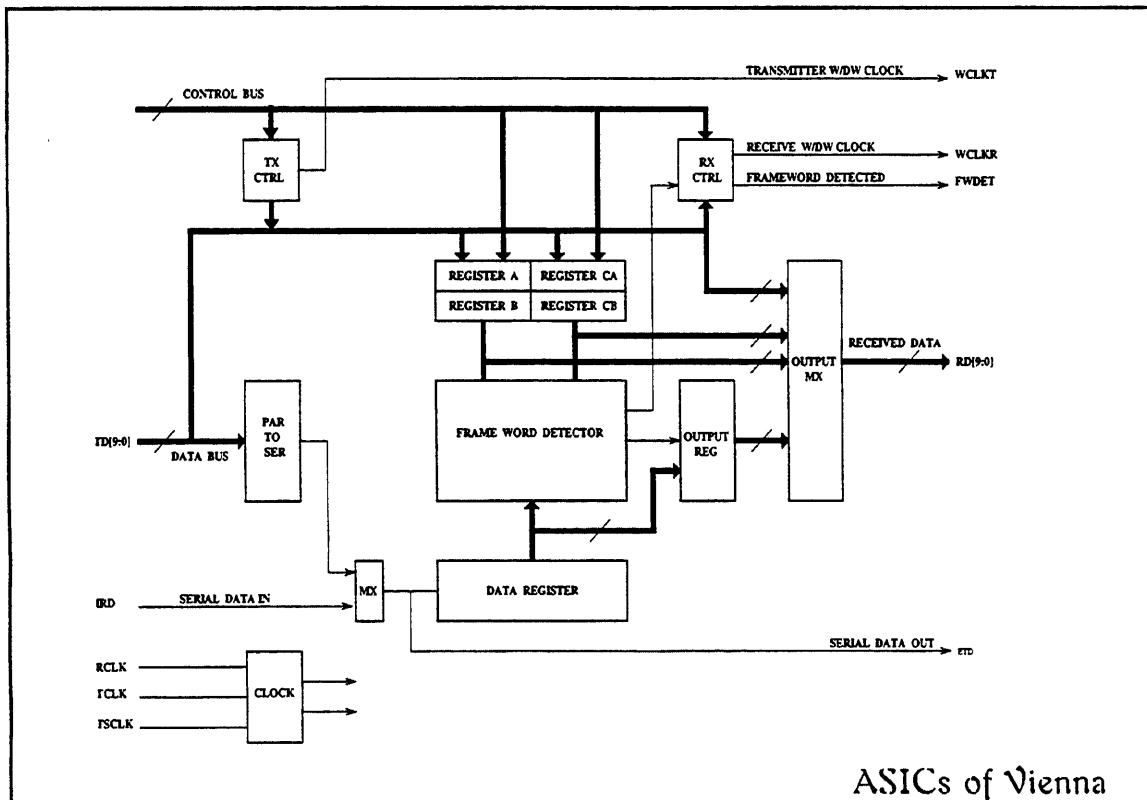 TRANSMITTER W/DW CLOCK
WCLKT
CONTROL BUS
TX
CTRL
RX
CTRL
RECEIVE W/DW CLOCK
WCLKR
FRAMEWORD DETECTED
FWDET
REGISTER A
REGISTER CA
REGISTER B
REGISTER CB
OUTPUT
MX
RECEIVED DATA
RD[9:0]
TD[9:0]
DATA BUS
PAR
TO
SER
FRAME WORD DETECTOR
OUTPUT
REG
MX
DATA REGISTER
SERIAL DATA IN
SERIAL DATA OUT
ETD
RCLK
TCLK
TSCLK
CLOCK
ASICs of Vienna